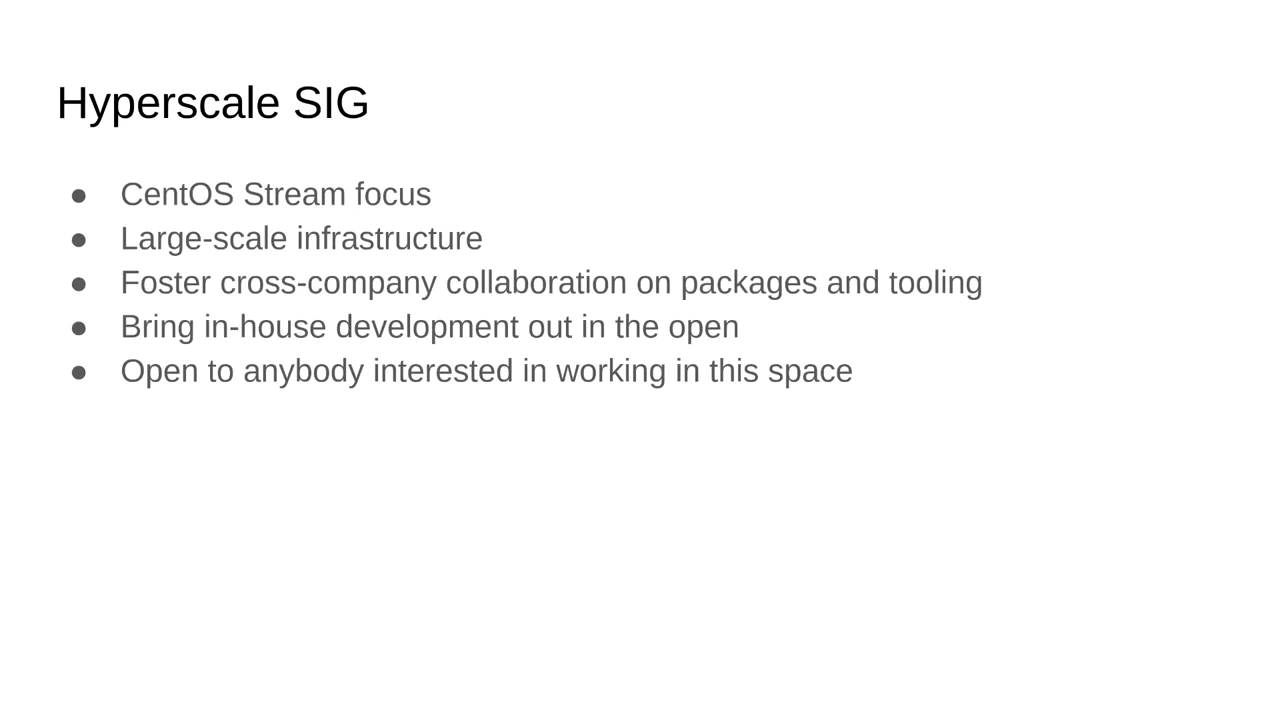 Hyperscale SIG
● CentOS Stream focus
● Large-scale infrastructure
● Foster cross-company collaboration on packages and tooling
● Bring in-house development out in the open
● Open to anybody interested in working in this space